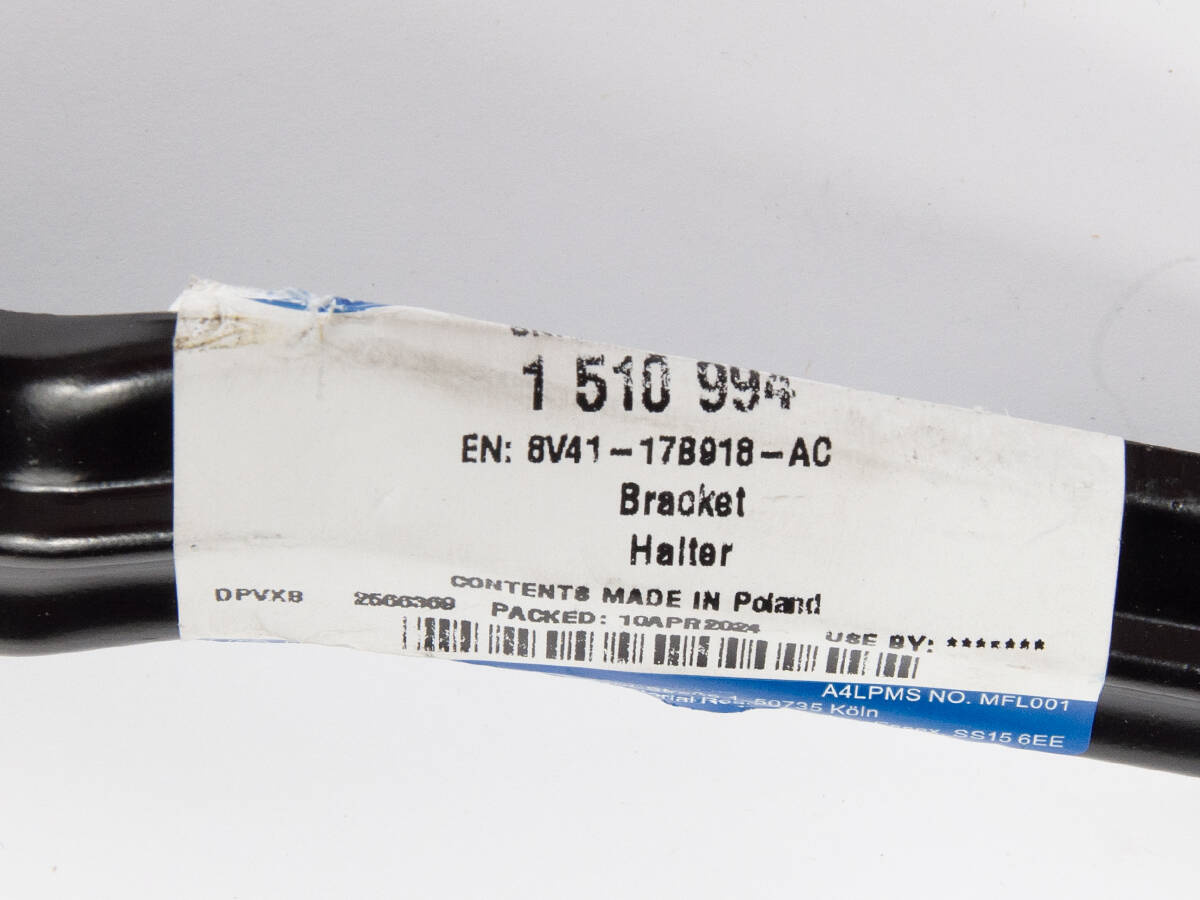 1 510 994
EN: 8V41-17B918-AC
Bracket
Halter
CONTENTS MADE IN Poland
DPVXB 2566369 PACKED: 10APR2024 USE BY: *******
A4LPMS NO. MFL001
50735 Köln
SS15 6EE